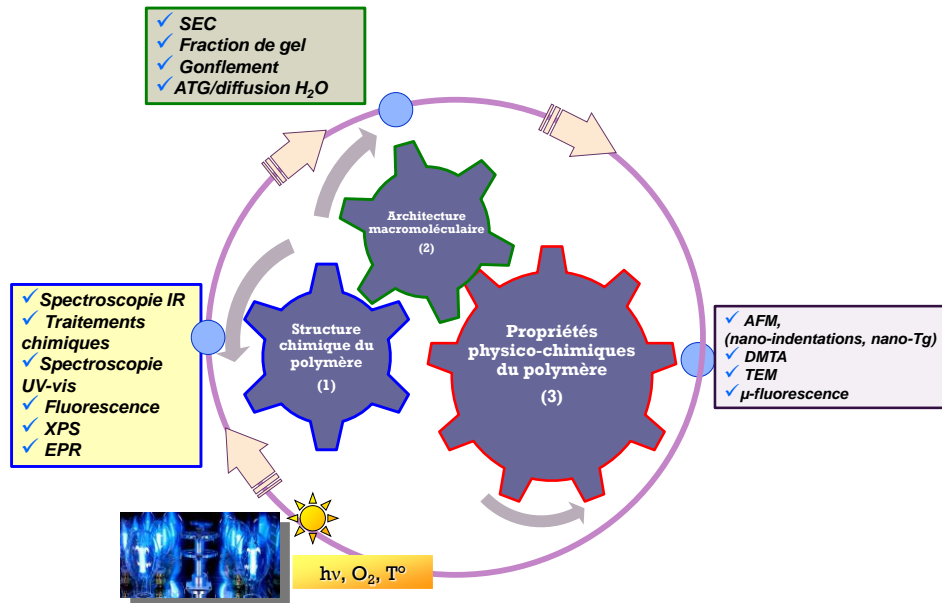 SEC
Fraction de gel
Gonflement
ATG/diffusion H₂O
Architecture
macromoléculaire
(2)
Spectroscopie IR
Traitements
chimiques
Spectroscopie
UV-vis
Fluorescence
XPS
EPR
Structure
chimique du
polymère
(1)
Propriétés
physico-chimiques
du polymère
(3)
AFM,
(nano-indentations, nano-Tg)
DMTA
TEM
µ-fluorescence
hν, O₂, T°